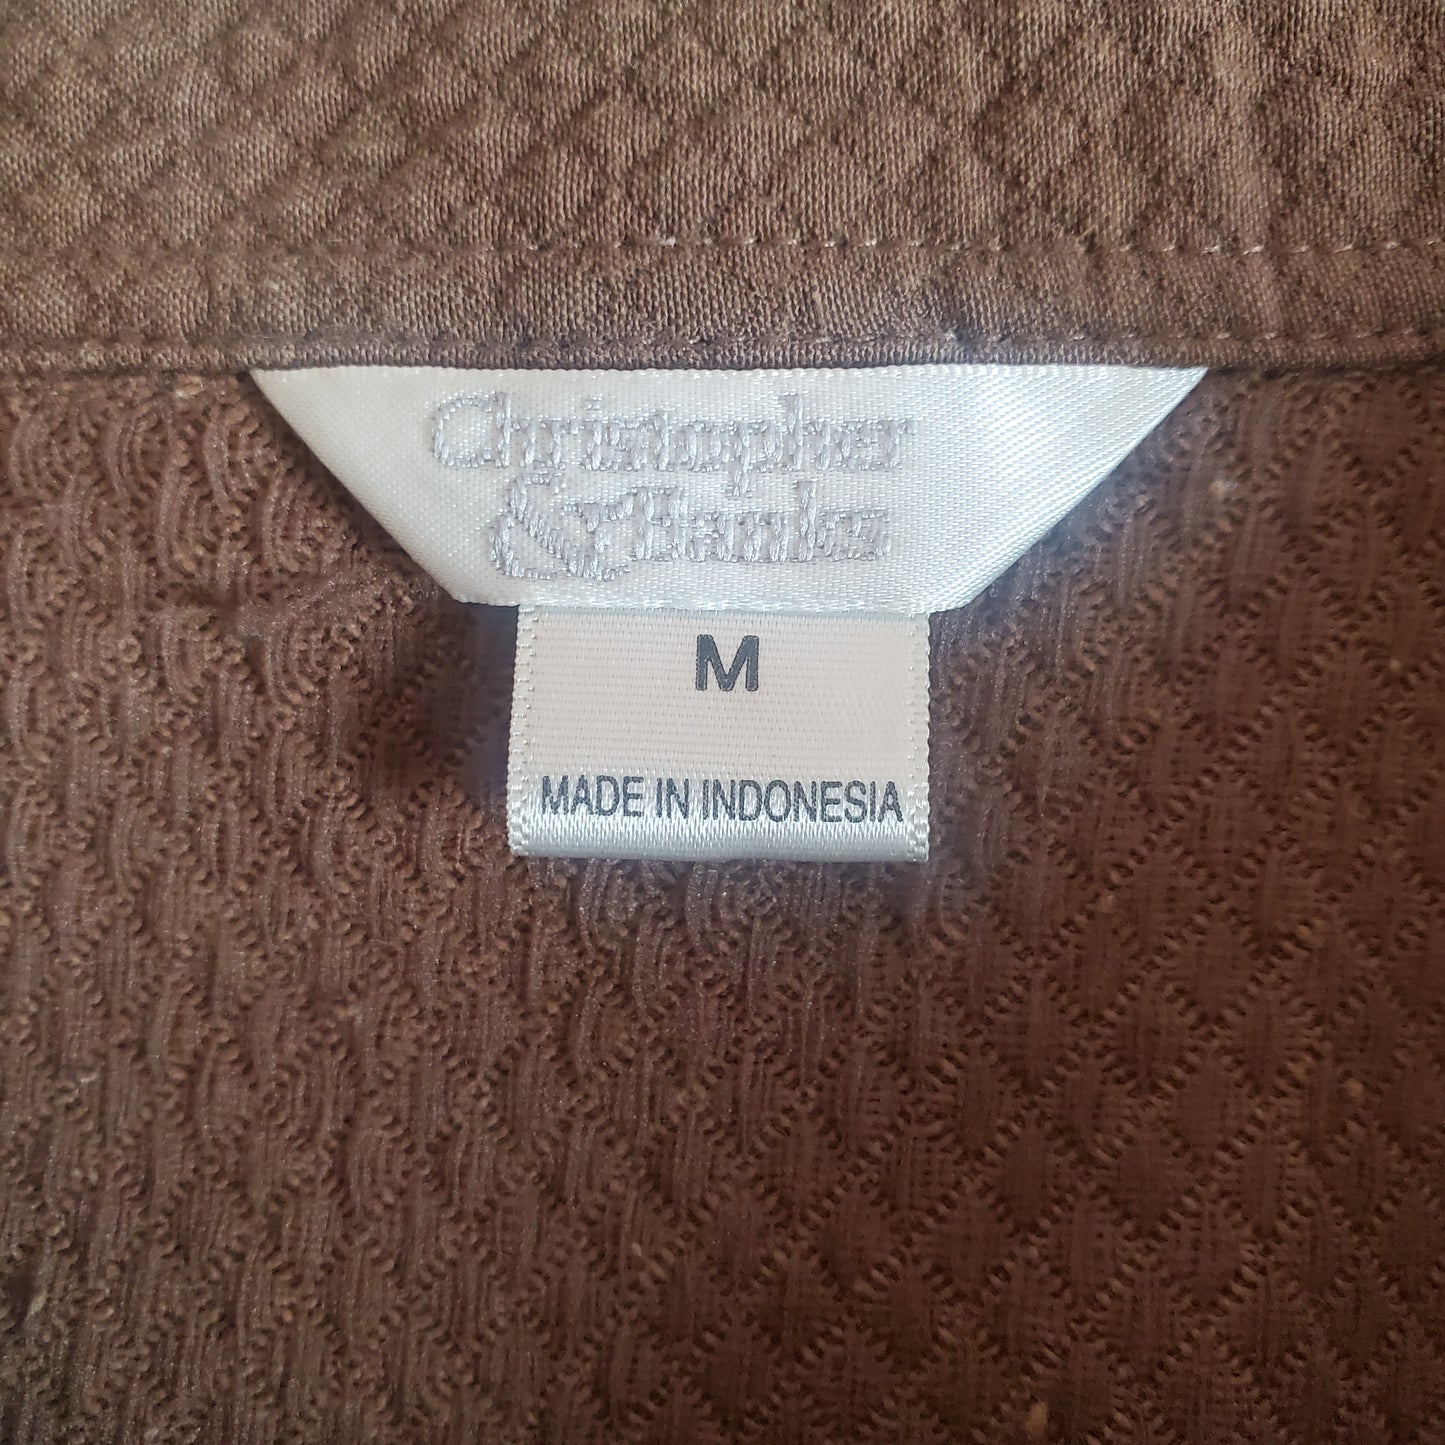 Christopher
& Banks
M
MADE IN INDONESIA